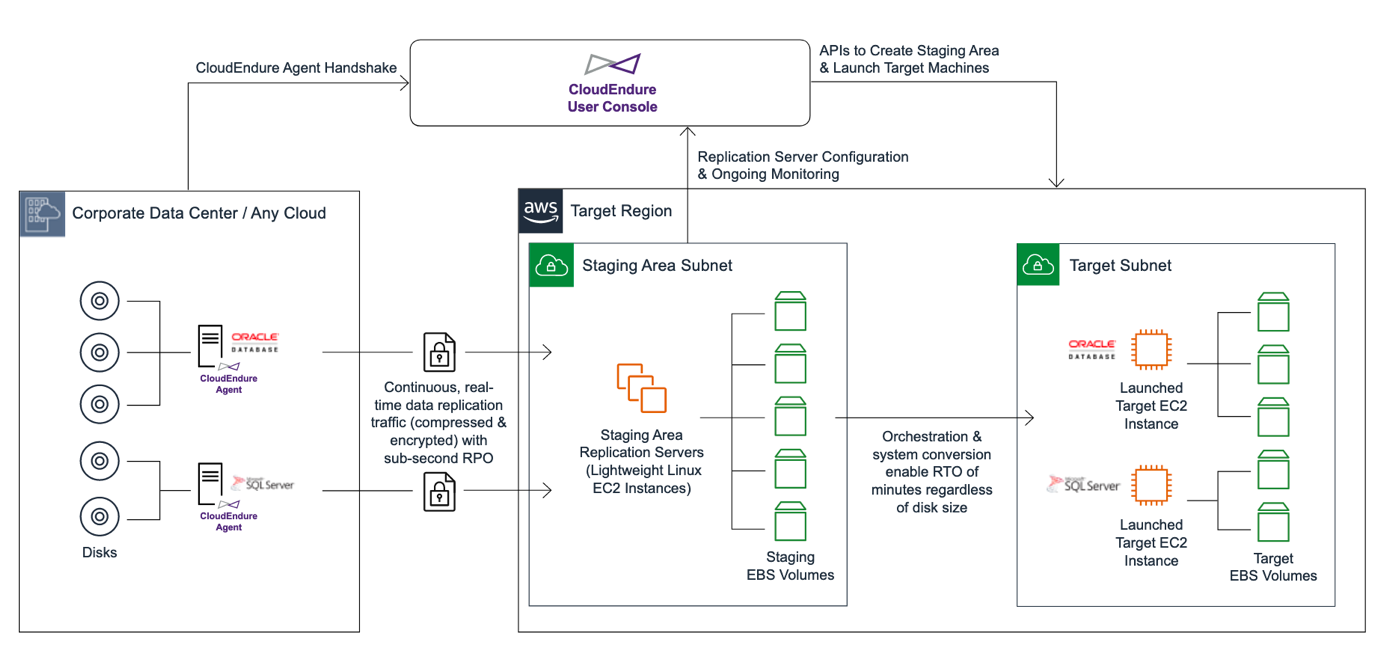 CloudEndure Agent Handshake
CloudEndure
User Console
APIs to Create Staging Area
& Launch Target Machines
Replication Server Configuration
& Ongoing Monitoring
Corporate Data Center / Any Cloud
ORACLE
DATABASE
CloudEndure
Agent
Microsoft
SQL Server
CloudEndure
Agent
Disks
Continuous, real-
time data replication
traffic (compressed &
encrypted) with
sub-second RPO
aws
Target Region
Staging Area Subnet
Staging Area
Replication Servers
(Lightweight Linux
EC2 Instances)
Staging
EBS Volumes
Orchestration &
system conversion
enable RTO of
minutes regardless
of disk size
Target Subnet
ORACLE
DATABASE
Launched
Target EC2
Instance
Microsoft
SQL Server
Launched
Target EC2
Instance
Target
EBS Volumes